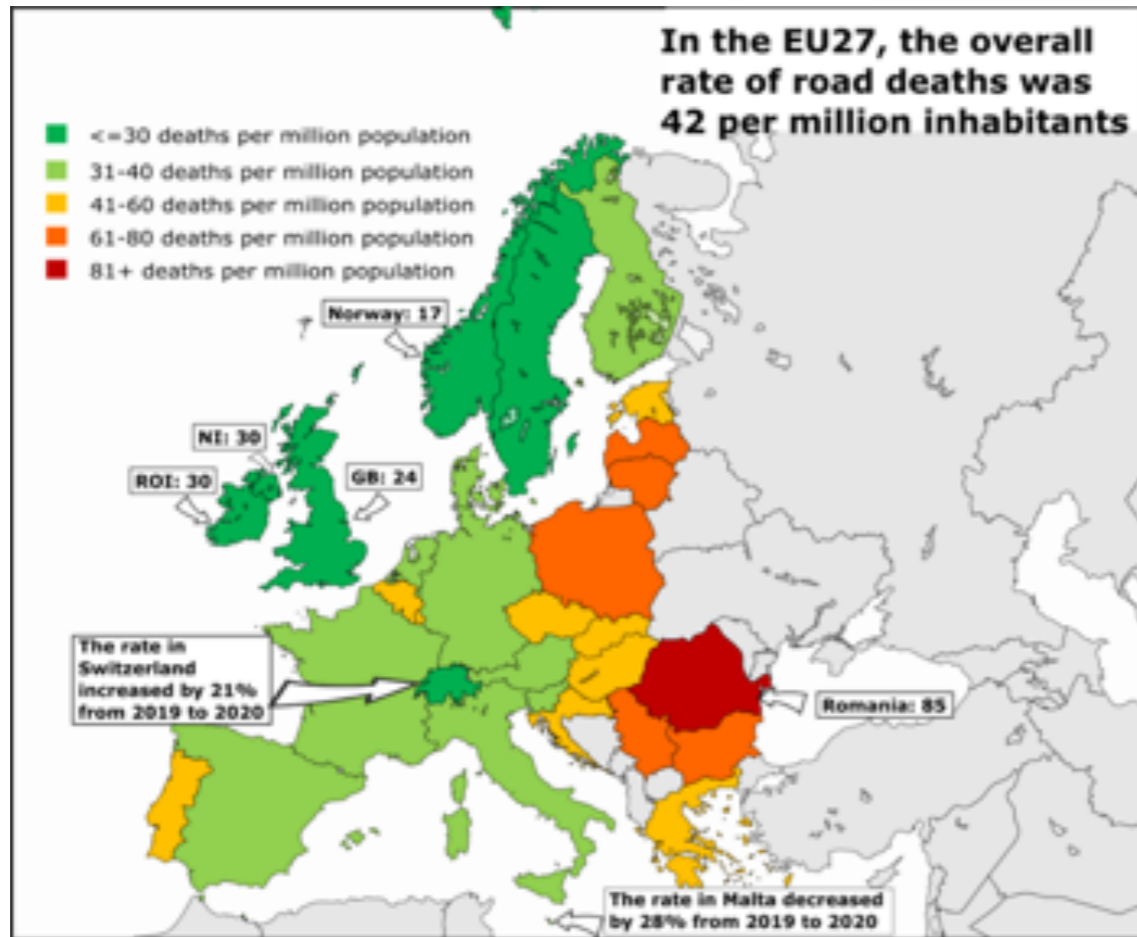 In the EU27, the overall
rate of road deaths was
42 per million inhabitants
<=30 deaths per million population
31-40 deaths per million population
41-60 deaths per million population
61-80 deaths per million population
81+ deaths per million population
Norway: 17
NI: 30
ROI: 30
GB: 24
The rate in
Switzerland
increased by 21%
from 2019 to 2020
Romania: 85
The rate in Malta decreased
by 28% from 2019 to 2020